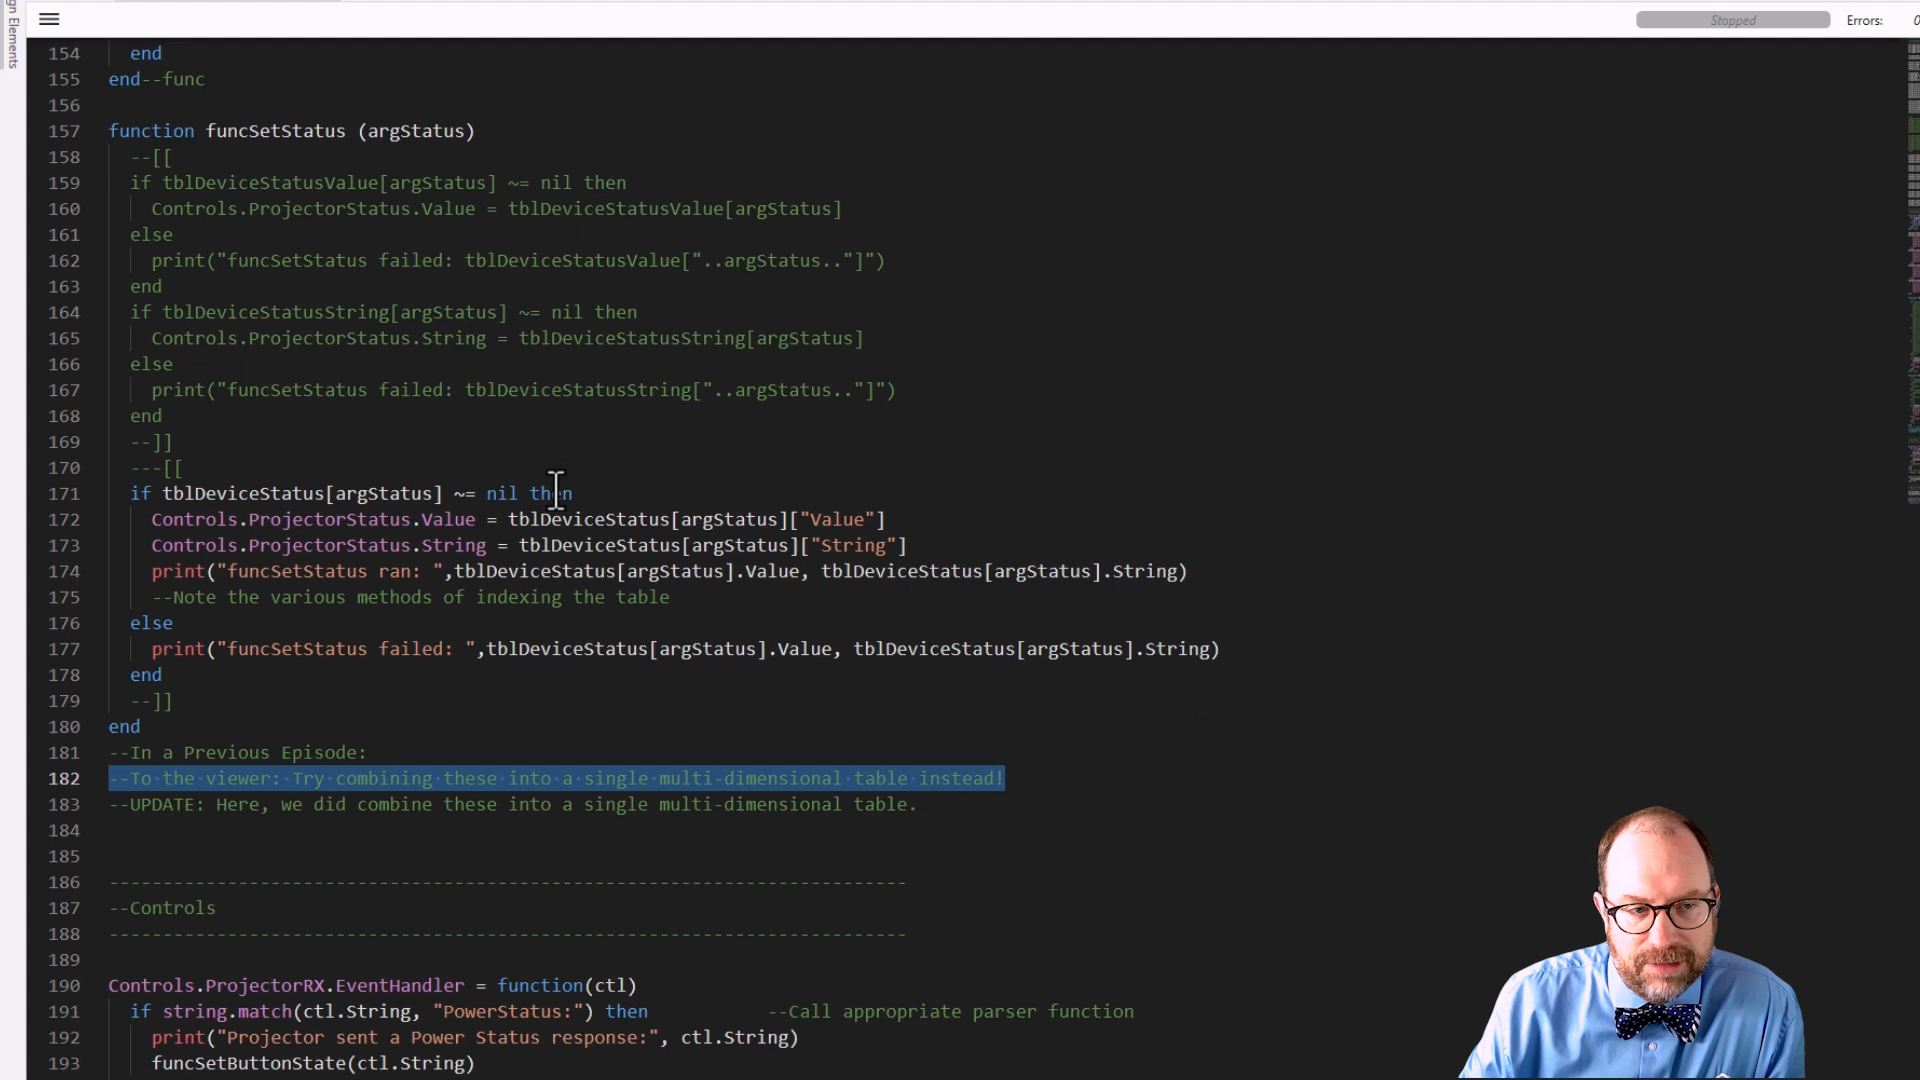 gn Elements
Stopped Errors: 0
154 end
155 end--func
156
157 function funcSetStatus (argStatus)
158 --[[
159 if tblDeviceStatusValue[argStatus] ~= nil then
160 Controls.ProjectorStatus.Value = tblDeviceStatusValue[argStatus]
161 else
162 print("funcSetStatus failed: tblDeviceStatusValue["..argStatus.."]")
163 end
164 if tblDeviceStatusString[argStatus] ~= nil then
165 Controls.ProjectorStatus.String = tblDeviceStatusString[argStatus]
166 else
167 print("funcSetStatus failed: tblDeviceStatusString["..argStatus.."]")
168 end
169 --]]
170 ---[[
171 if tblDeviceStatus[argStatus] ~= nil then
172 Controls.ProjectorStatus.Value = tblDeviceStatus[argStatus]["Value"]
173 Controls.ProjectorStatus.String = tblDeviceStatus[argStatus]["String"]
174 print("funcSetStatus ran: ",tblDeviceStatus[argStatus].Value, tblDeviceStatus[argStatus].String)
175 --Note the various methods of indexing the table
176 else
177 print("funcSetStatus failed: ",tblDeviceStatus[argStatus].Value, tblDeviceStatus[argStatus].String)
178 end
179 --]]
180 end
181 --In a Previous Episode:
182 --To the viewer: Try combining these into a single multi-dimensional table instead!
183 --UPDATE: Here, we did combine these into a single multi-dimensional table.
184
185
186 --------------------------------------------------------------------------
187 --Controls
188 --------------------------------------------------------------------------
189
190 Controls.ProjectorRX.EventHandler = function(ctl)
191 if string.match(ctl.String, "PowerStatus:") then --Call appropriate parser function
192 print("Projector sent a Power Status response:", ctl.String)
193 funcSetButtonState(ctl.String)